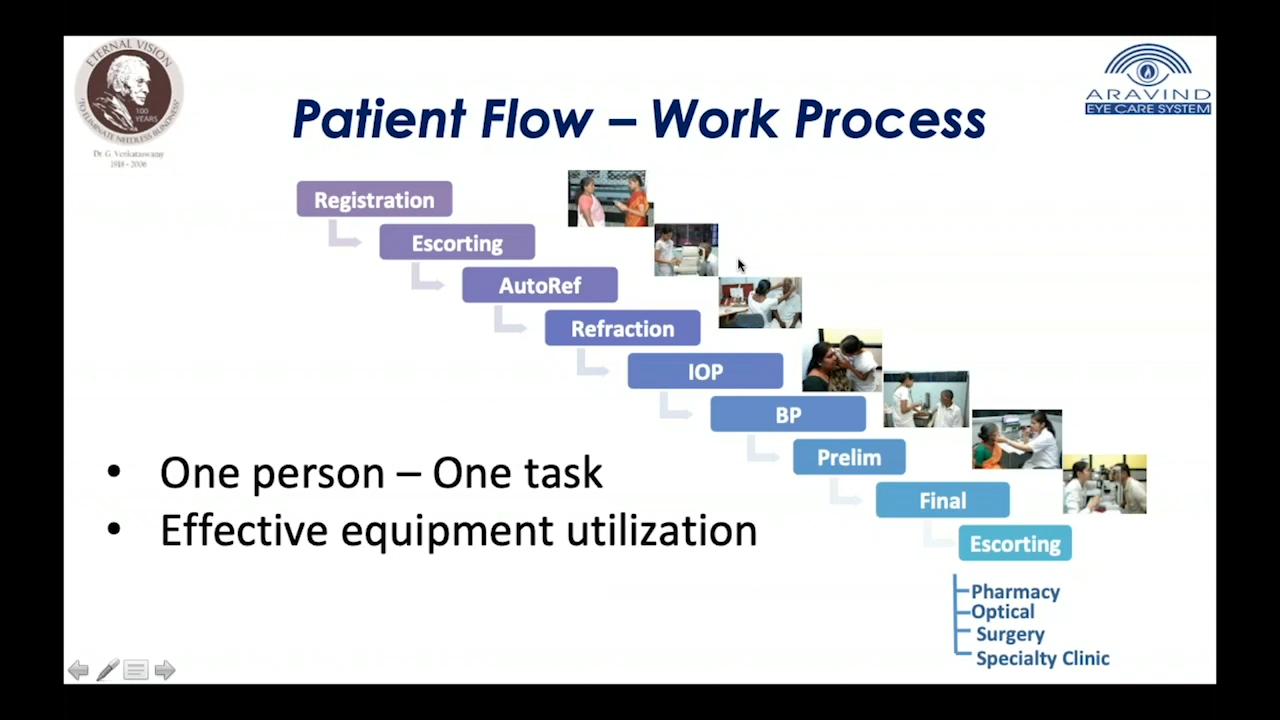 ETERNAL VISION
100
YEARS
"TO ELIMINATE NEEDLESS BLINDNESS"
Dr. G. Venkataswamy
1918 - 2006
ARAVIND
EYE CARE SYSTEM
Patient Flow – Work Process
Registration
Escorting
AutoRef
Refraction
IOP
BP
Prelim
Final
Escorting
• One person – One task
• Effective equipment utilization
Pharmacy
Optical
Surgery
Specialty Clinic